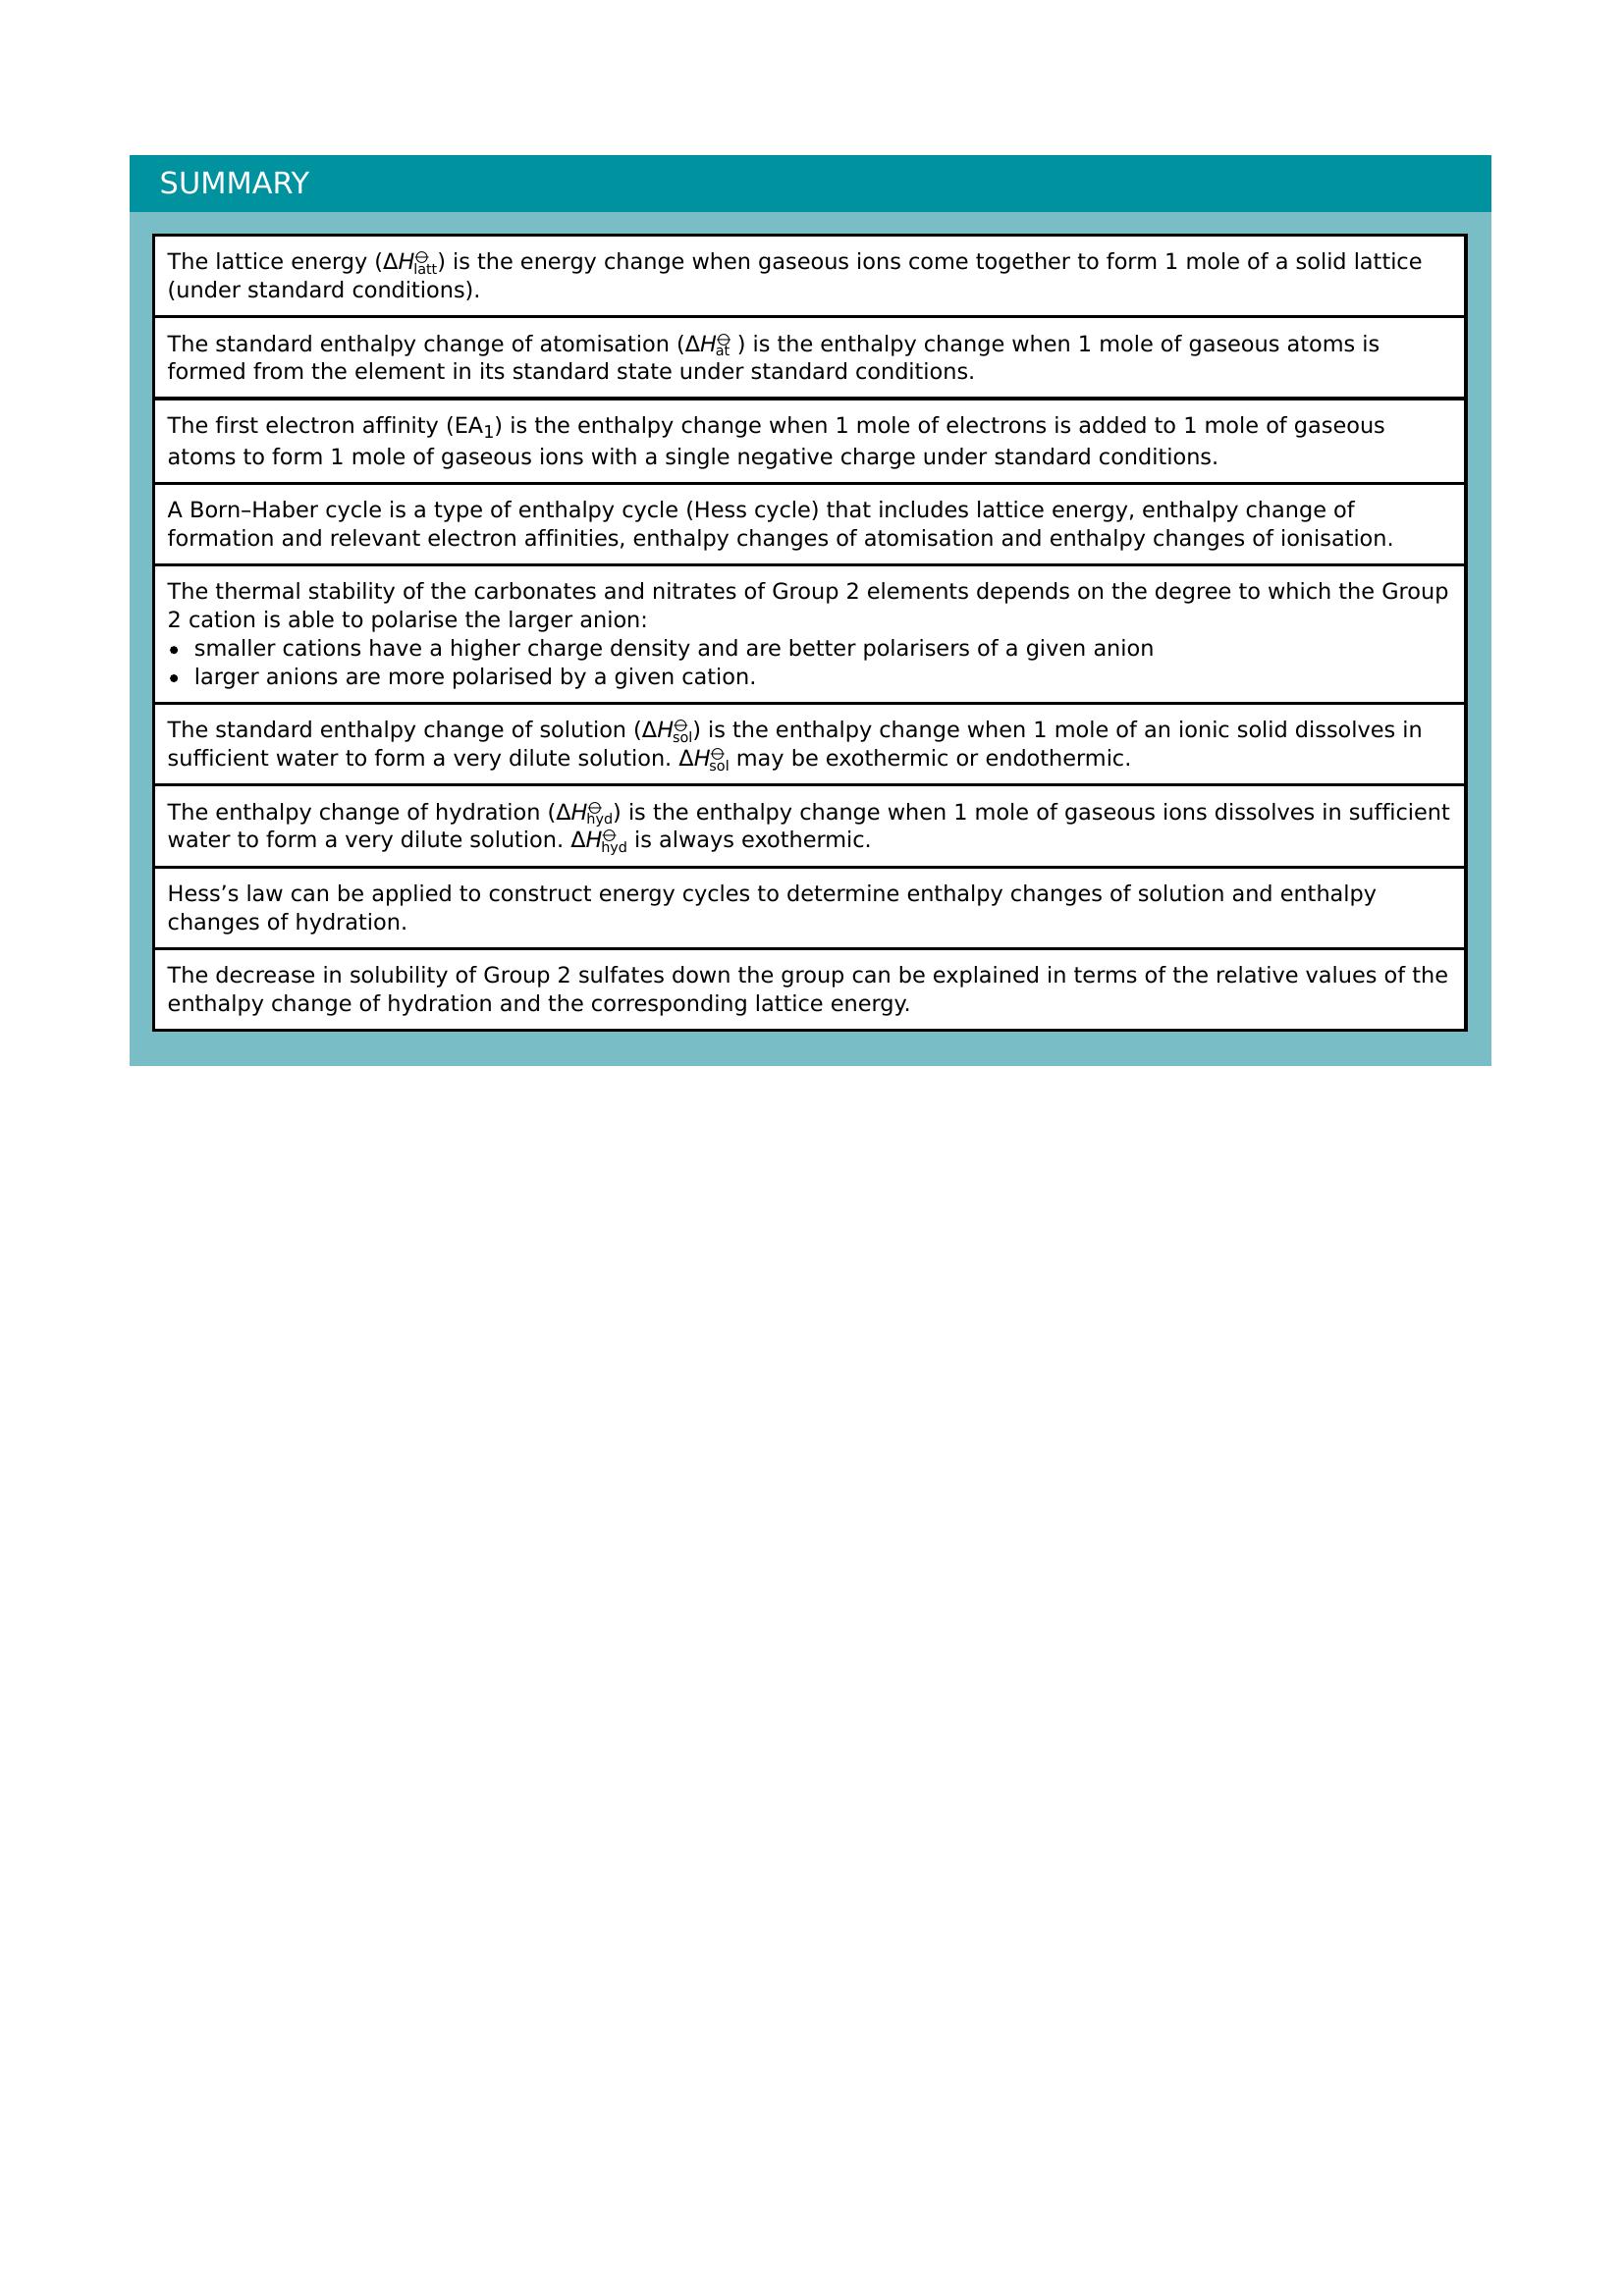 SUMMARY
The lattice energy (ΔH⦵latt) is the energy change when gaseous ions come together to form 1 mole of a solid lattice
(under standard conditions).
The standard enthalpy change of atomisation (ΔH⦵at ) is the enthalpy change when 1 mole of gaseous atoms is
formed from the element in its standard state under standard conditions.
The first electron affinity (EA₁) is the enthalpy change when 1 mole of electrons is added to 1 mole of gaseous
atoms to form 1 mole of gaseous ions with a single negative charge under standard conditions.
A Born–Haber cycle is a type of enthalpy cycle (Hess cycle) that includes lattice energy, enthalpy change of
formation and relevant electron affinities, enthalpy changes of atomisation and enthalpy changes of ionisation.
The thermal stability of the carbonates and nitrates of Group 2 elements depends on the degree to which the Group
2 cation is able to polarise the larger anion:
• smaller cations have a higher charge density and are better polarisers of a given anion
• larger anions are more polarised by a given cation.
The standard enthalpy change of solution (ΔH⦵sol) is the enthalpy change when 1 mole of an ionic solid dissolves in
sufficient water to form a very dilute solution. ΔH⦵sol may be exothermic or endothermic.
The enthalpy change of hydration (ΔH⦵hyd) is the enthalpy change when 1 mole of gaseous ions dissolves in sufficient
water to form a very dilute solution. ΔH⦵hyd is always exothermic.
Hess’s law can be applied to construct energy cycles to determine enthalpy changes of solution and enthalpy
changes of hydration.
The decrease in solubility of Group 2 sulfates down the group can be explained in terms of the relative values of the
enthalpy change of hydration and the corresponding lattice energy.